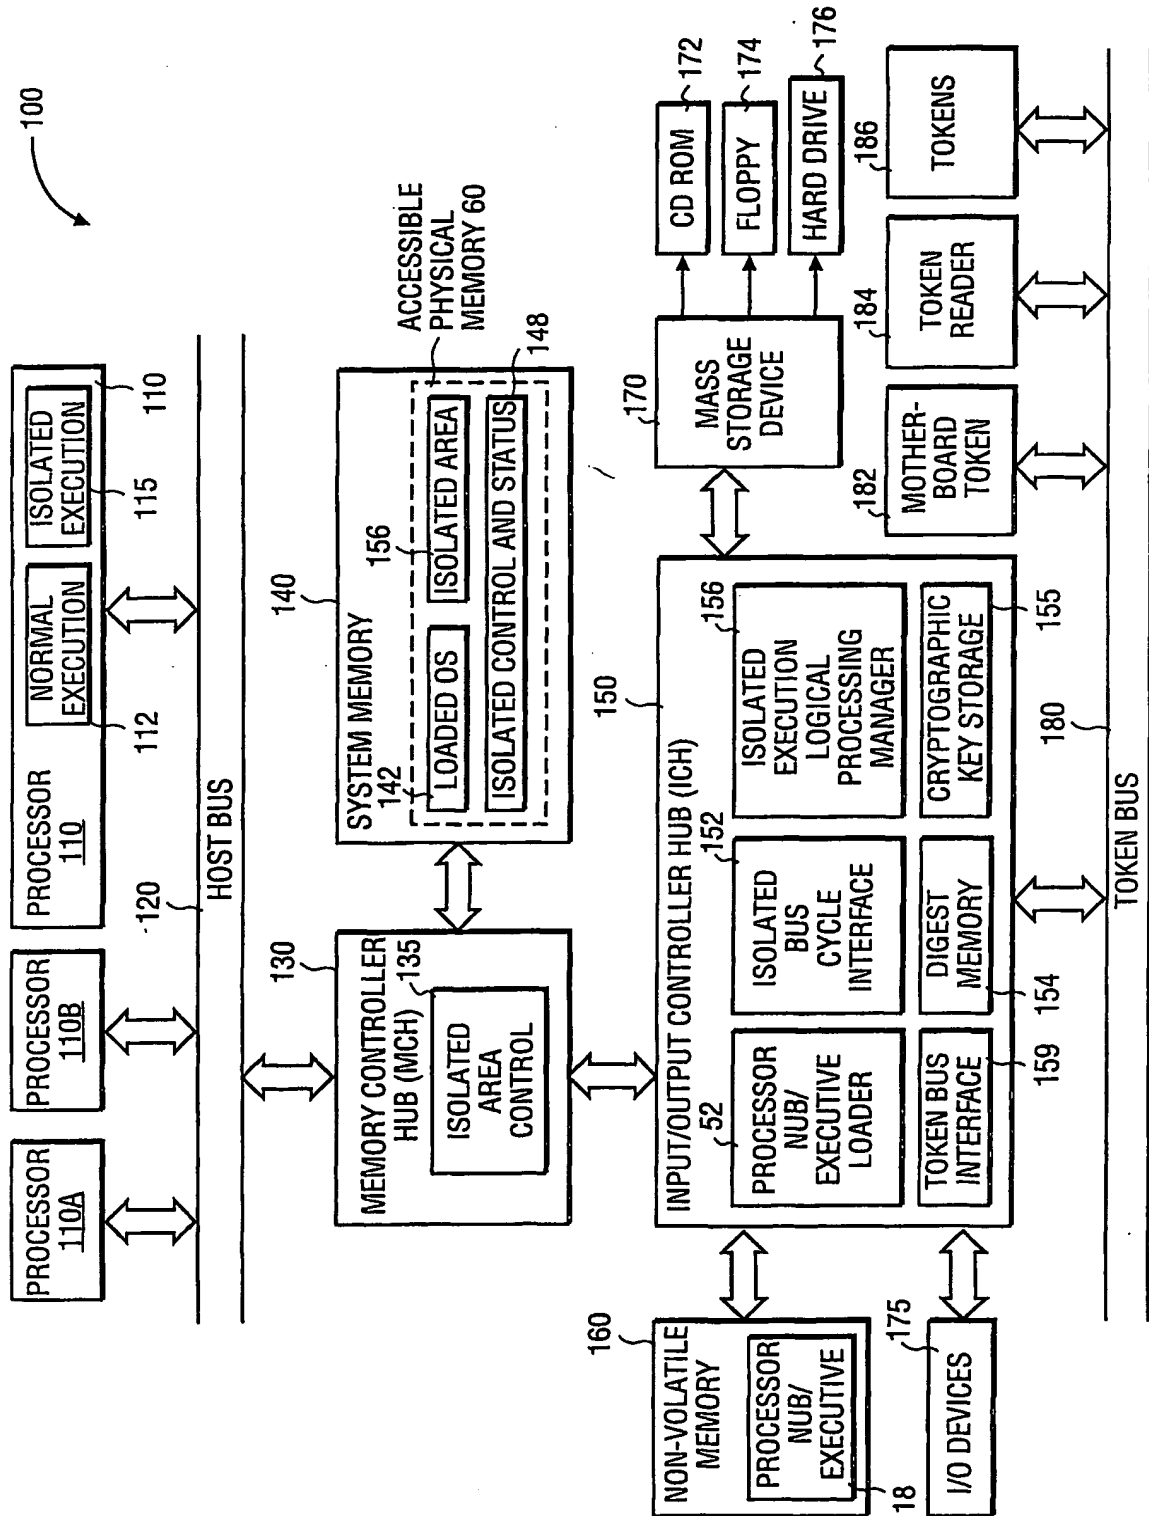 100
PROCESSOR
110A
PROCESSOR
110B
PROCESSOR
110
NORMAL
EXECUTION
112
ISOLATED
EXECUTION
115
110
120
HOST BUS
130
MEMORY CONTROLLER
HUB (MCH)
135
ISOLATED
AREA
CONTROL
140
SYSTEM MEMORY
142
LOADED OS
156
ISOLATED AREA
ISOLATED CONTROL AND STATUS
148
ACCESSIBLE
PHYSICAL
MEMORY 60
150
INPUT/OUTPUT CONTROLLER HUB (ICH)
52
PROCESSOR
NUB/
EXECUTIVE
LOADER
152
ISOLATED
BUS
CYCLE
INTERFACE
156
ISOLATED
EXECUTION
LOGICAL
PROCESSING
MANAGER
TOKEN BUS
INTERFACE
159
DIGEST
MEMORY
154
CRYPTOGRAPHIC
KEY STORAGE
155
160
NON-VOLATILE
MEMORY
PROCESSOR
NUB/
EXECUTIVE
18
175
I/O DEVICES
170
MASS
STORAGE
DEVICE
CD ROM
172
FLOPPY
174
HARD DRIVE
176
182
MOTHER-
BOARD
TOKEN
184
TOKEN
READER
186
TOKENS
180
TOKEN BUS